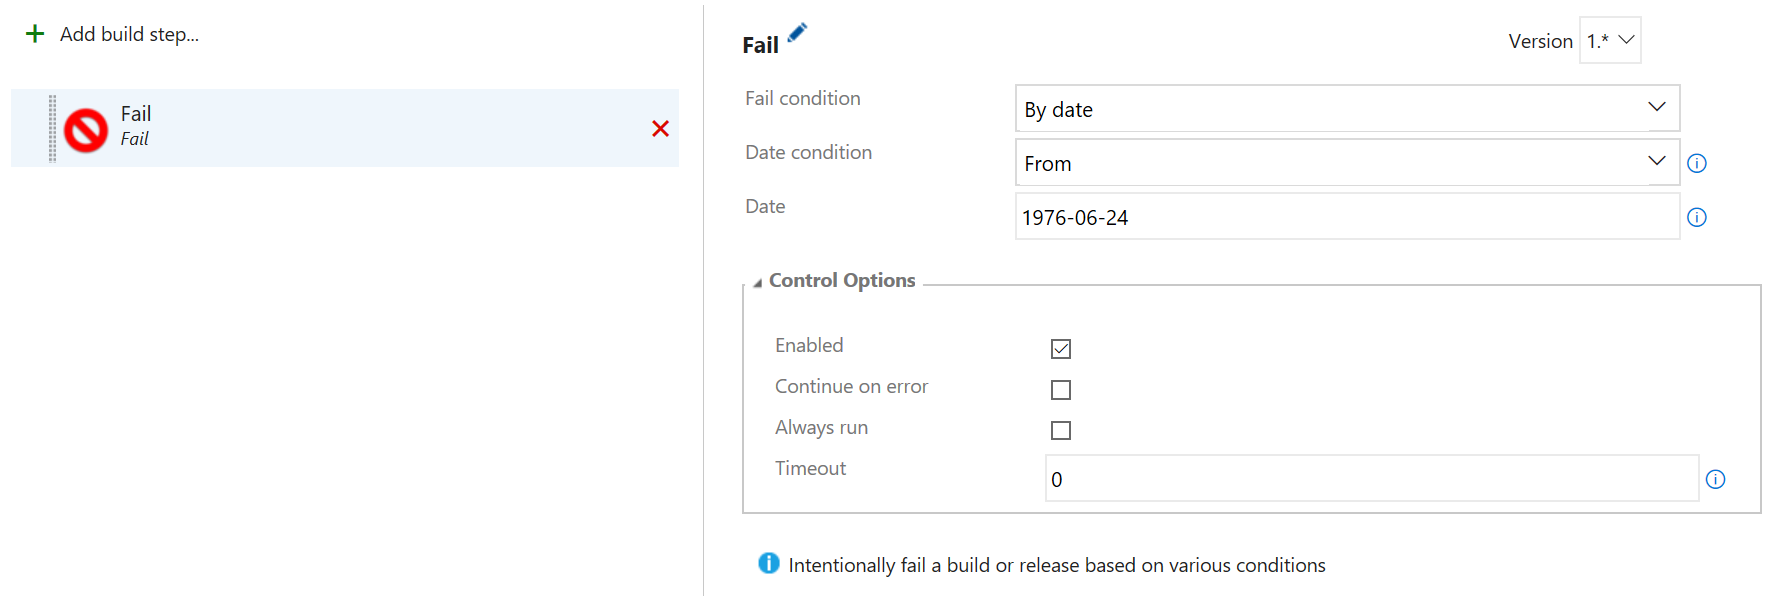 Add build step...
Fail
Fail
Fail
Version 1.*
Fail condition
By date
Date condition
From
Date
1976-06-24
Control Options
Enabled
Continue on error
Always run
Timeout
0
Intentionally fail a build or release based on various conditions